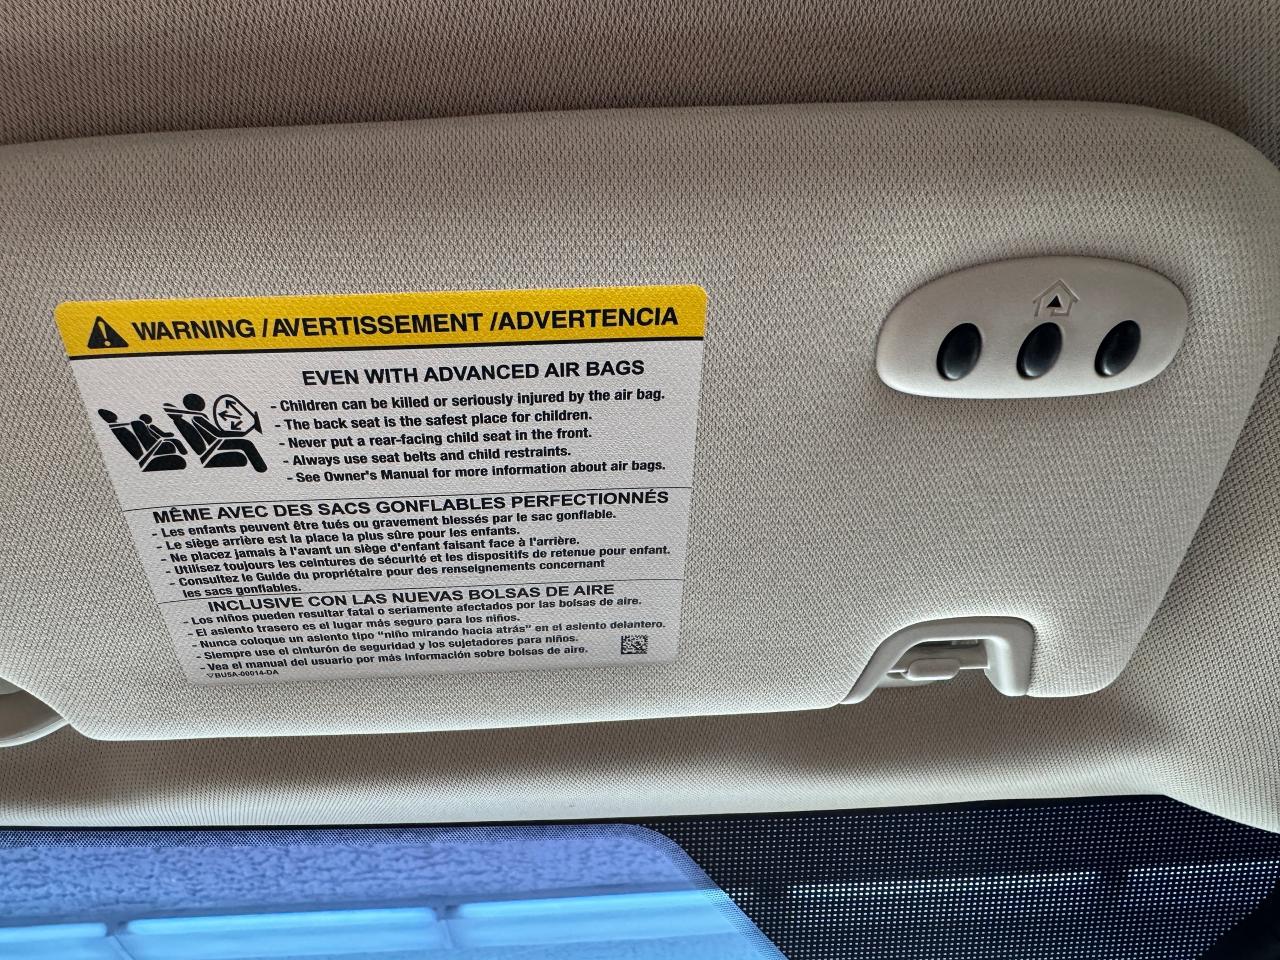 WARNING / AVERTISSEMENT / ADVERTENCIA
EVEN WITH ADVANCED AIR BAGS
- Children can be killed or seriously injured by the air bag.
- The back seat is the safest place for children.
- Never put a rear-facing child seat in the front.
- Always use seat belts and child restraints.
- See Owner's Manual for more information about air bags.
MÊME AVEC DES SACS GONFLABLES PERFECTIONNÉS
- Les enfants peuvent être tués ou gravement blessés par le sac gonflable.
- Le siège arrière est la place la plus sûre pour les enfants.
- Ne placez jamais à l'avant un siège d'enfant faisant face à l'arrière.
- Utilisez toujours les ceintures de sécurité et les dispositifs de retenue pour enfant.
- Consultez le Guide du propriétaire pour des renseignements concernant
les sacs gonflables.
INCLUSIVE CON LAS NUEVAS BOLSAS DE AIRE
- Los niños pueden resultar fatal o seriamente afectados por las bolsas de aire.
- El asiento trasero es el lugar más seguro para los niños.
- Nunca coloque un asiento tipo "niño mirando hacia atrás" en el asiento delantero.
- Siempre use el cinturón de seguridad y los sujetadores para niños.
- Vea el manual del usuario por más información sobre bolsas de aire.
▽BU5A-00014-DA